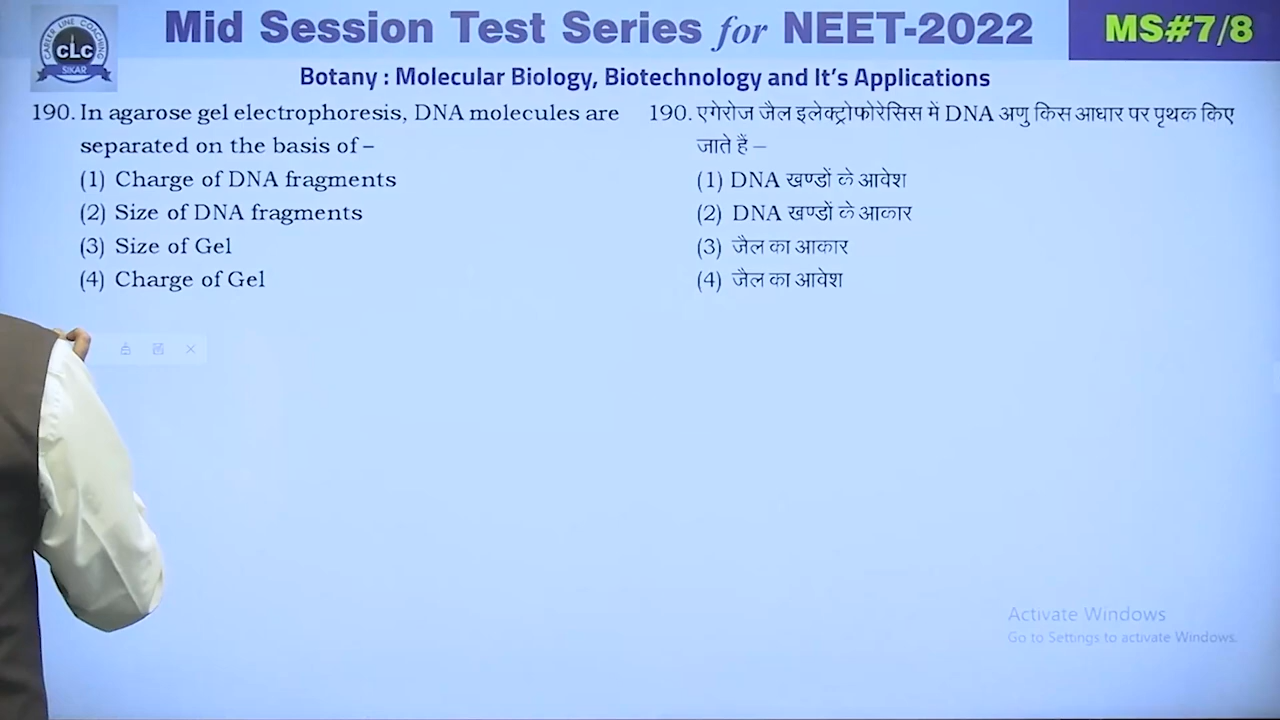 Mid Session Test Series for NEET-2022
MS#7/8
CAREER LINE COACHING
CLC
SIKAR
Botany : Molecular Biology, Biotechnology and It's Applications
190. In agarose gel electrophoresis, DNA molecules are
separated on the basis of –
(1) Charge of DNA fragments
(2) Size of DNA fragments
(3) Size of Gel
(4) Charge of Gel
190. एगेरोज जैल इलेक्ट्रोफोरेसिस में DNA अणु किस आधार पर पृथक किए
जाते हैं –
(1) DNA खण्डों के आवेश
(2) DNA खण्डों के आकार
(3) जैल का आकार
(4) जैल का आवेश
Activate Windows
Go to Settings to activate Windows.